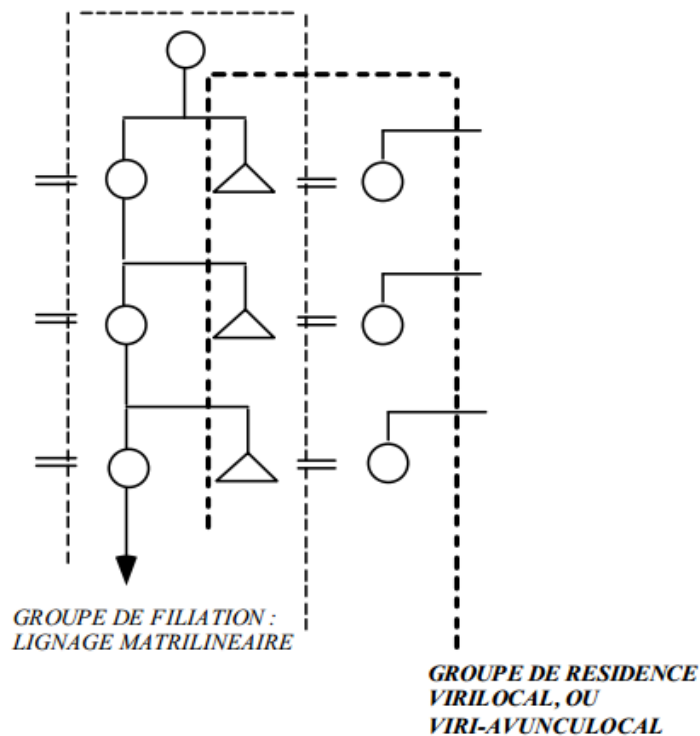 GROUPE DE FILIATION :
LIGNAGE MATRILINEAIRE
GROUPE DE RESIDENCE
VIRILOCAL, OU
VIRI-AVUNCULOCAL